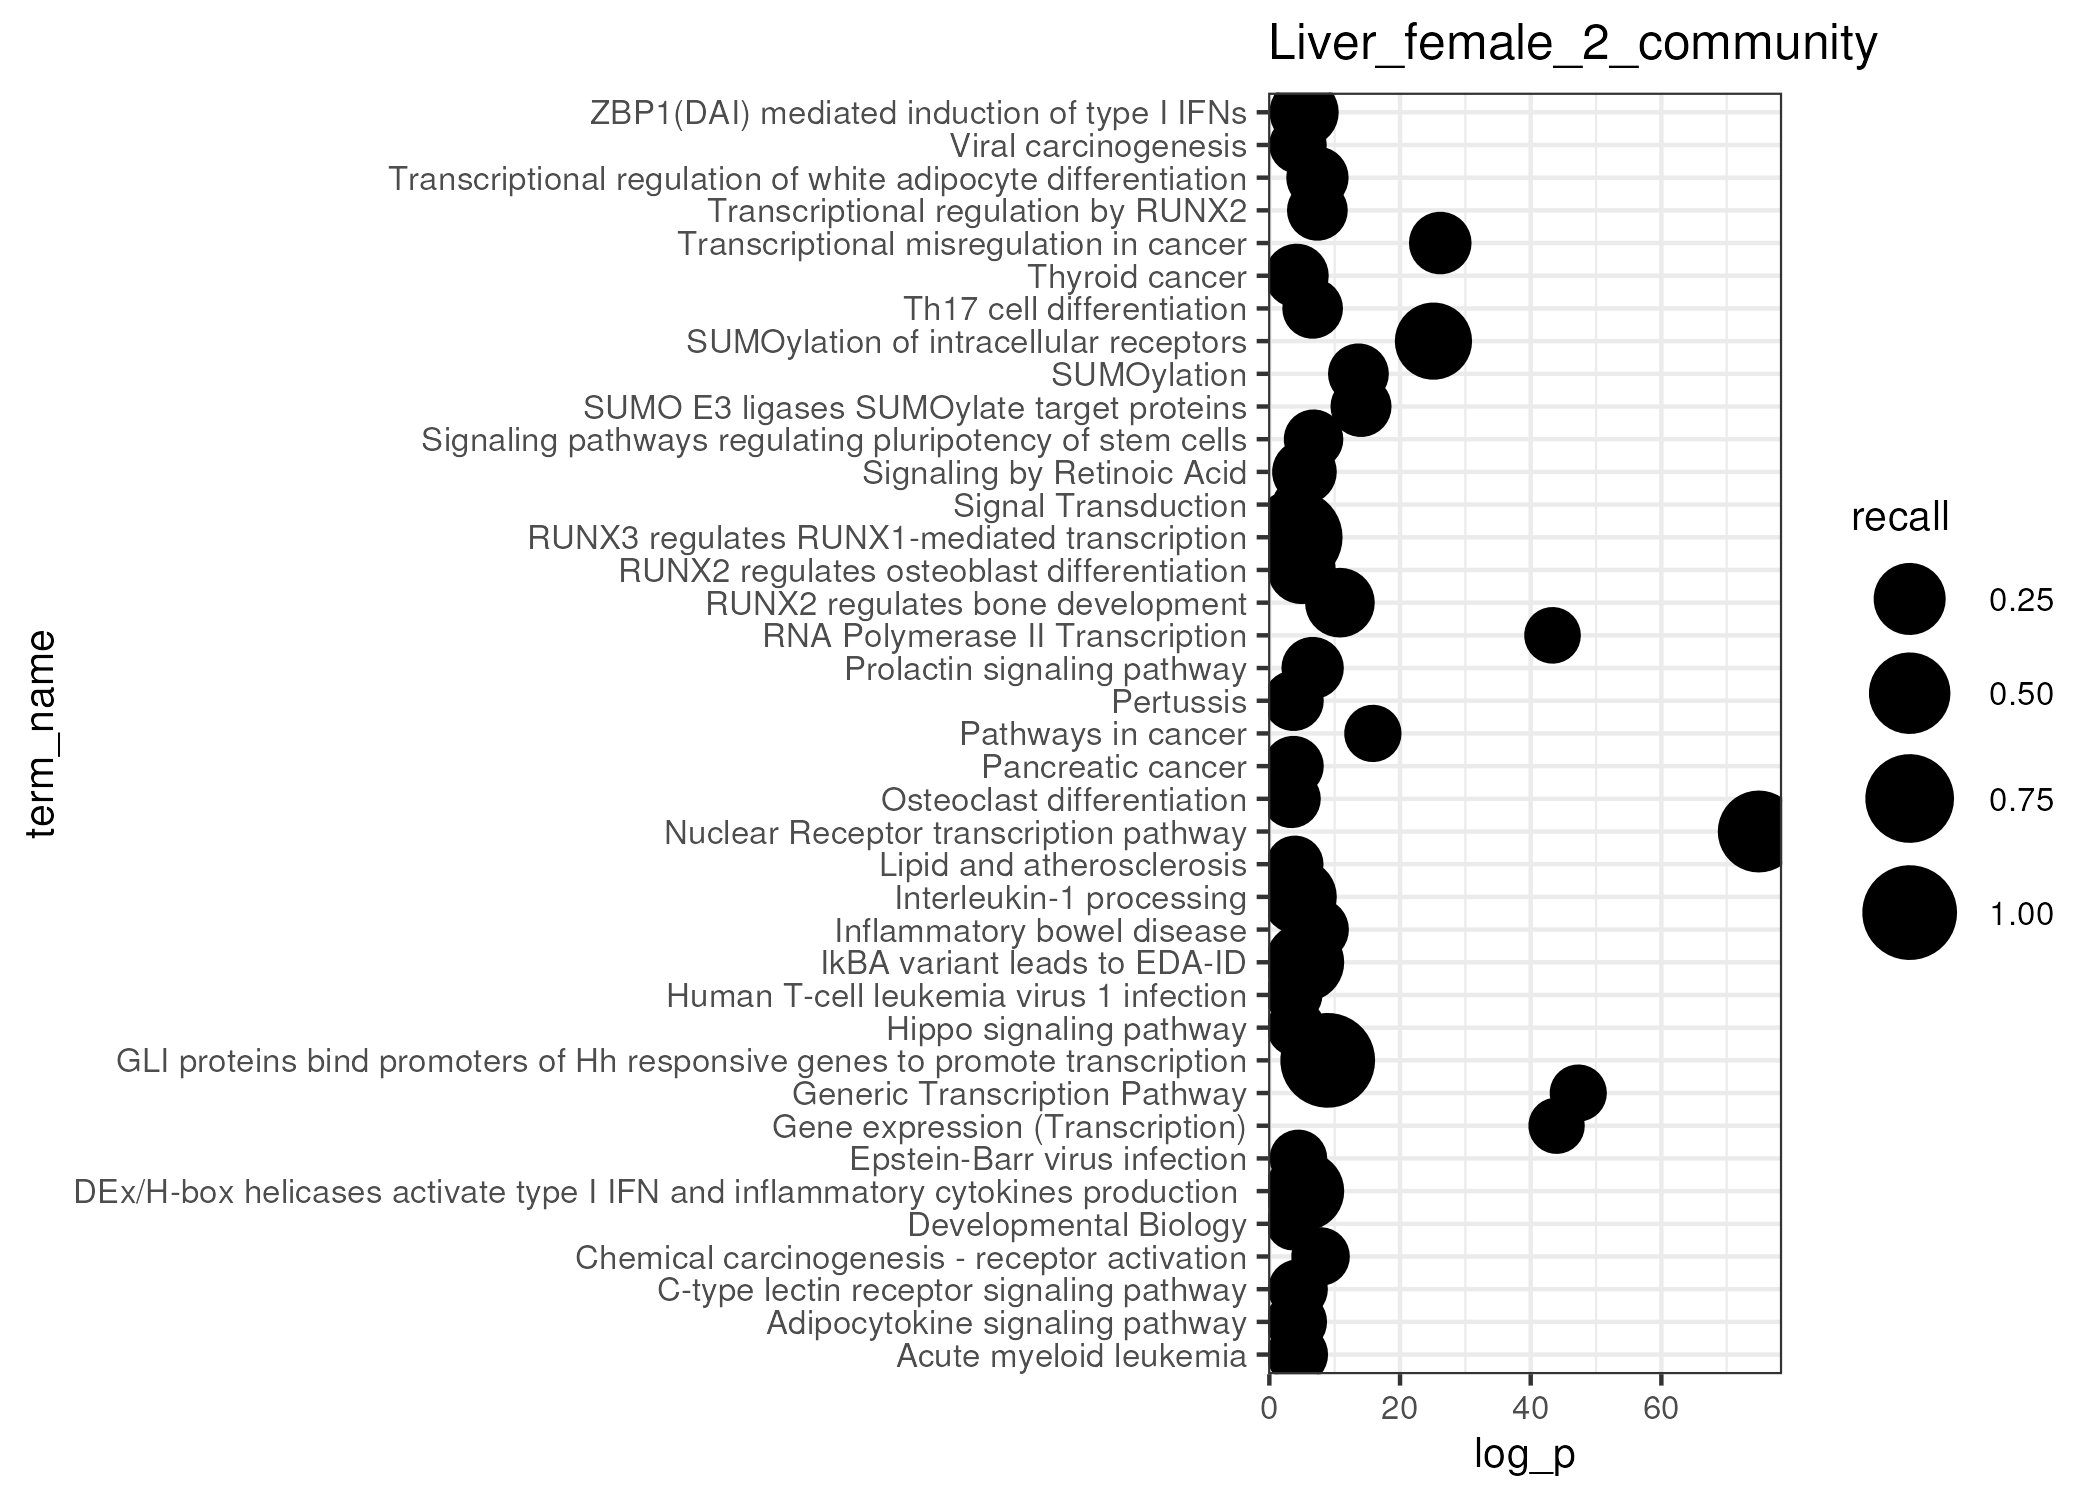 Liver_female_2_community
ZBP1(DAI) mediated induction of type I IFNs
Viral carcinogenesis
Transcriptional regulation of white adipocyte differentiation
Transcriptional regulation by RUNX2
Transcriptional misregulation in cancer
Thyroid cancer
Th17 cell differentiation
SUMOylation of intracellular receptors
SUMOylation
SUMO E3 ligases SUMOylate target proteins
Signaling pathways regulating pluripotency of stem cells
Signaling by Retinoic Acid
Signal Transduction
RUNX3 regulates RUNX1-mediated transcription
RUNX2 regulates osteoblast differentiation
RUNX2 regulates bone development
RNA Polymerase II Transcription
Prolactin signaling pathway
Pertussis
Pathways in cancer
Pancreatic cancer
Osteoclast differentiation
Nuclear Receptor transcription pathway
Lipid and atherosclerosis
Interleukin-1 processing
Inflammatory bowel disease
IkBA variant leads to EDA-ID
Human T-cell leukemia virus 1 infection
Hippo signaling pathway
GLI proteins bind promoters of Hh responsive genes to promote transcription
Generic Transcription Pathway
Gene expression (Transcription)
Epstein-Barr virus infection
DEx/H-box helicases activate type I IFN and inflammatory cytokines production
Developmental Biology
Chemical carcinogenesis - receptor activation
C-type lectin receptor signaling pathway
Adipocytokine signaling pathway
Acute myeloid leukemia
term_name
0 20 40 60
log_p
recall
0.25
0.50
0.75
1.00